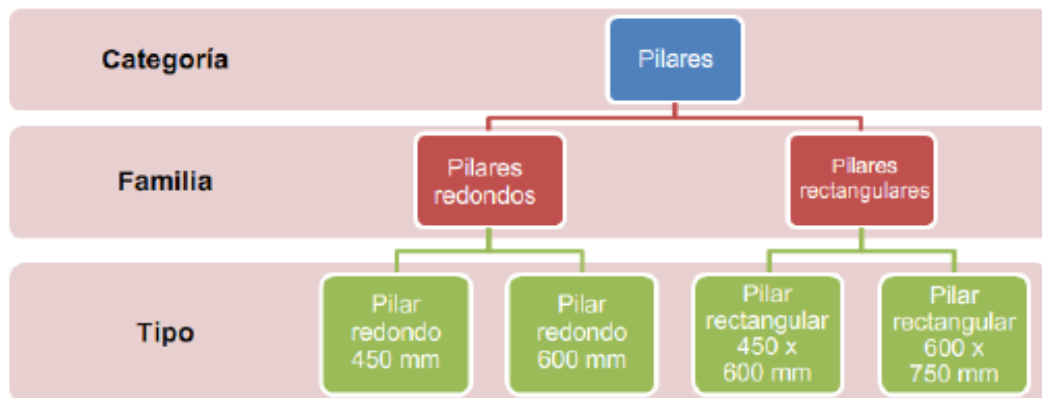 Categoría
Pilares
Familia
Pilares
redondos
Pilares
rectangulares
Tipo
Pilar
redondo
450 mm
Pilar
redondo
600 mm
Pilar
rectangular
450 x
600 mm
Pilar
rectangular
600 x
750 mm